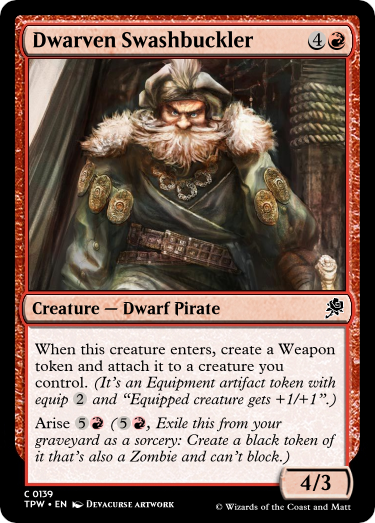 Dwarven Swashbuckler 4
Creature — Dwarf Pirate
When this creature enters, create a Weapon
token and attach it to a creature you
control. (It's an Equipment artifact token with
equip 2 and “Equipped creature gets +1/+1”.)
Arise 5 (5, Exile this from your
graveyard as a sorcery: Create a black token of
it that's also a Zombie and can't block.)
4/3
C 0139
TPW • EN DEVACURSE ARTWORK
© Wizards of the Coast and Matt